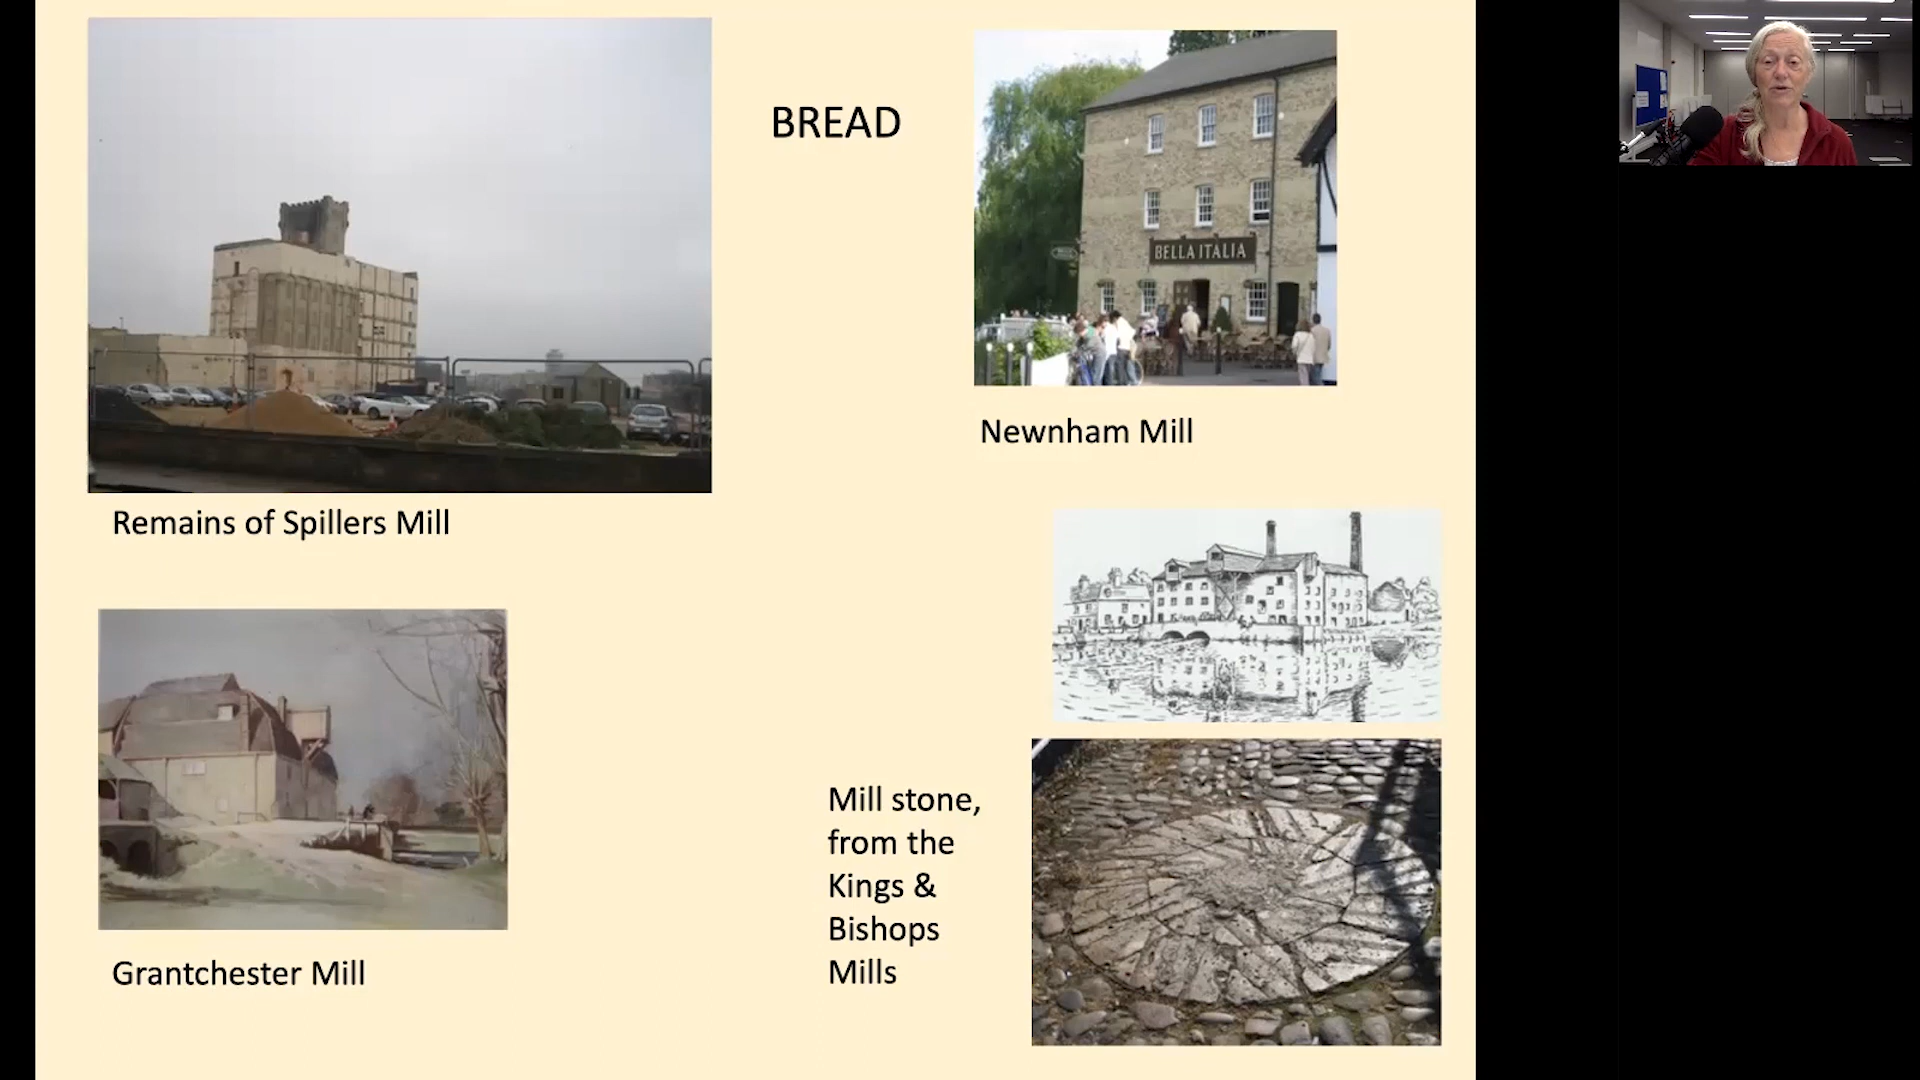 BREAD
BELLA ITALIA
Newnham Mill
Remains of Spillers Mill
Mill stone,
from the
Kings &
Bishops
Mills
Grantchester Mill